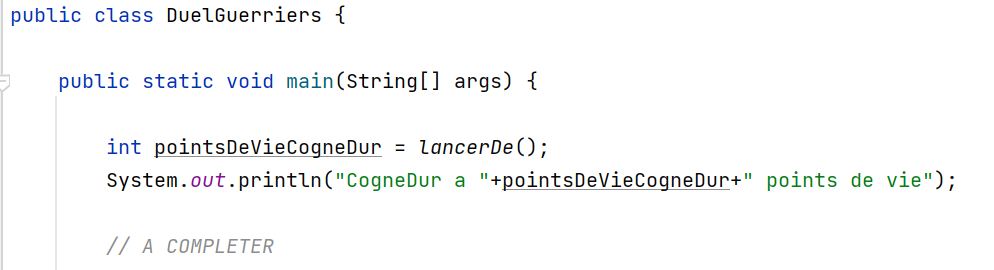 public class DuelGuerriers {
public static void main(String[] args) {
int pointsDeVieCogneDur = lancerDe();
System.out.println("CogneDur a "+pointsDeVieCogneDur+" points de vie");
// A COMPLETER